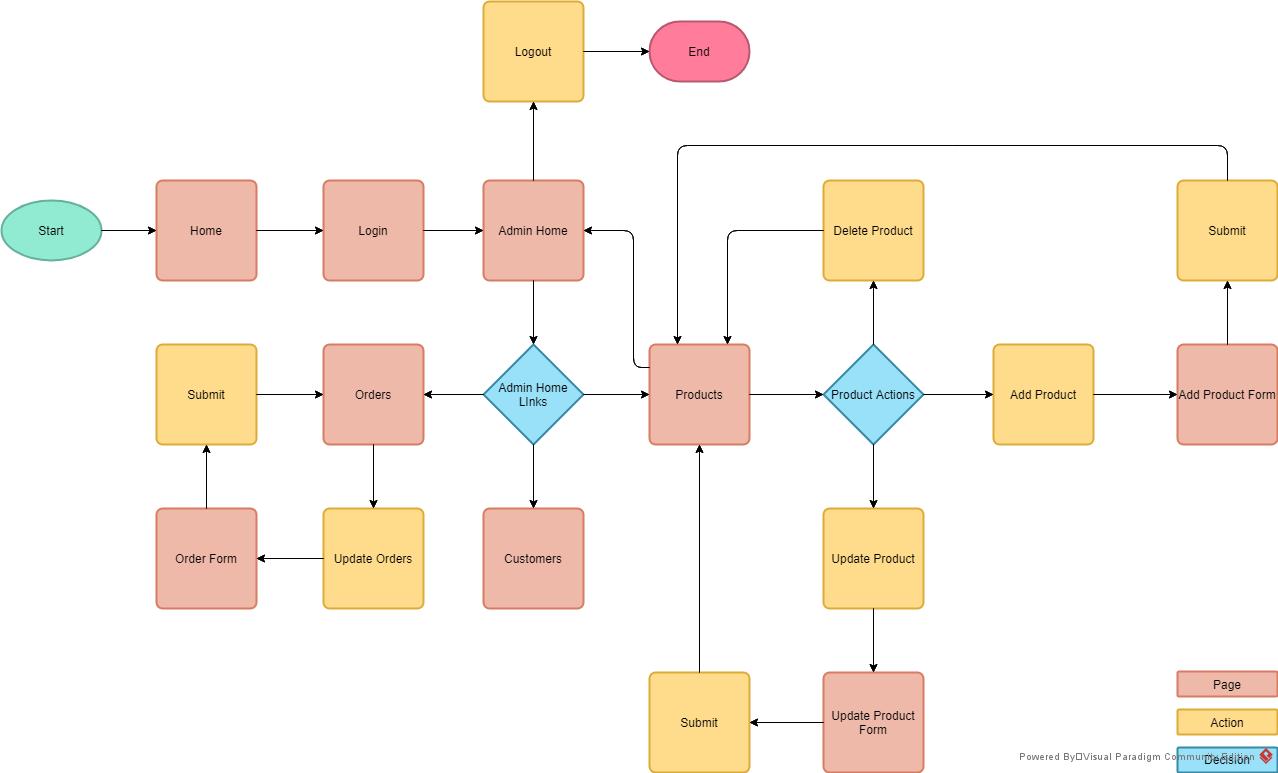 Logout
End
Start
Home
Login
Admin Home
Delete Product
Submit
Submit
Orders
Admin Home
LInks
Products
Product Actions
Add Product
Add Product Form
Order Form
Update Orders
Customers
Update Product
Submit
Update Product
Form
Page
Action
Powered By Visual Paradigm Community Edition
Decision